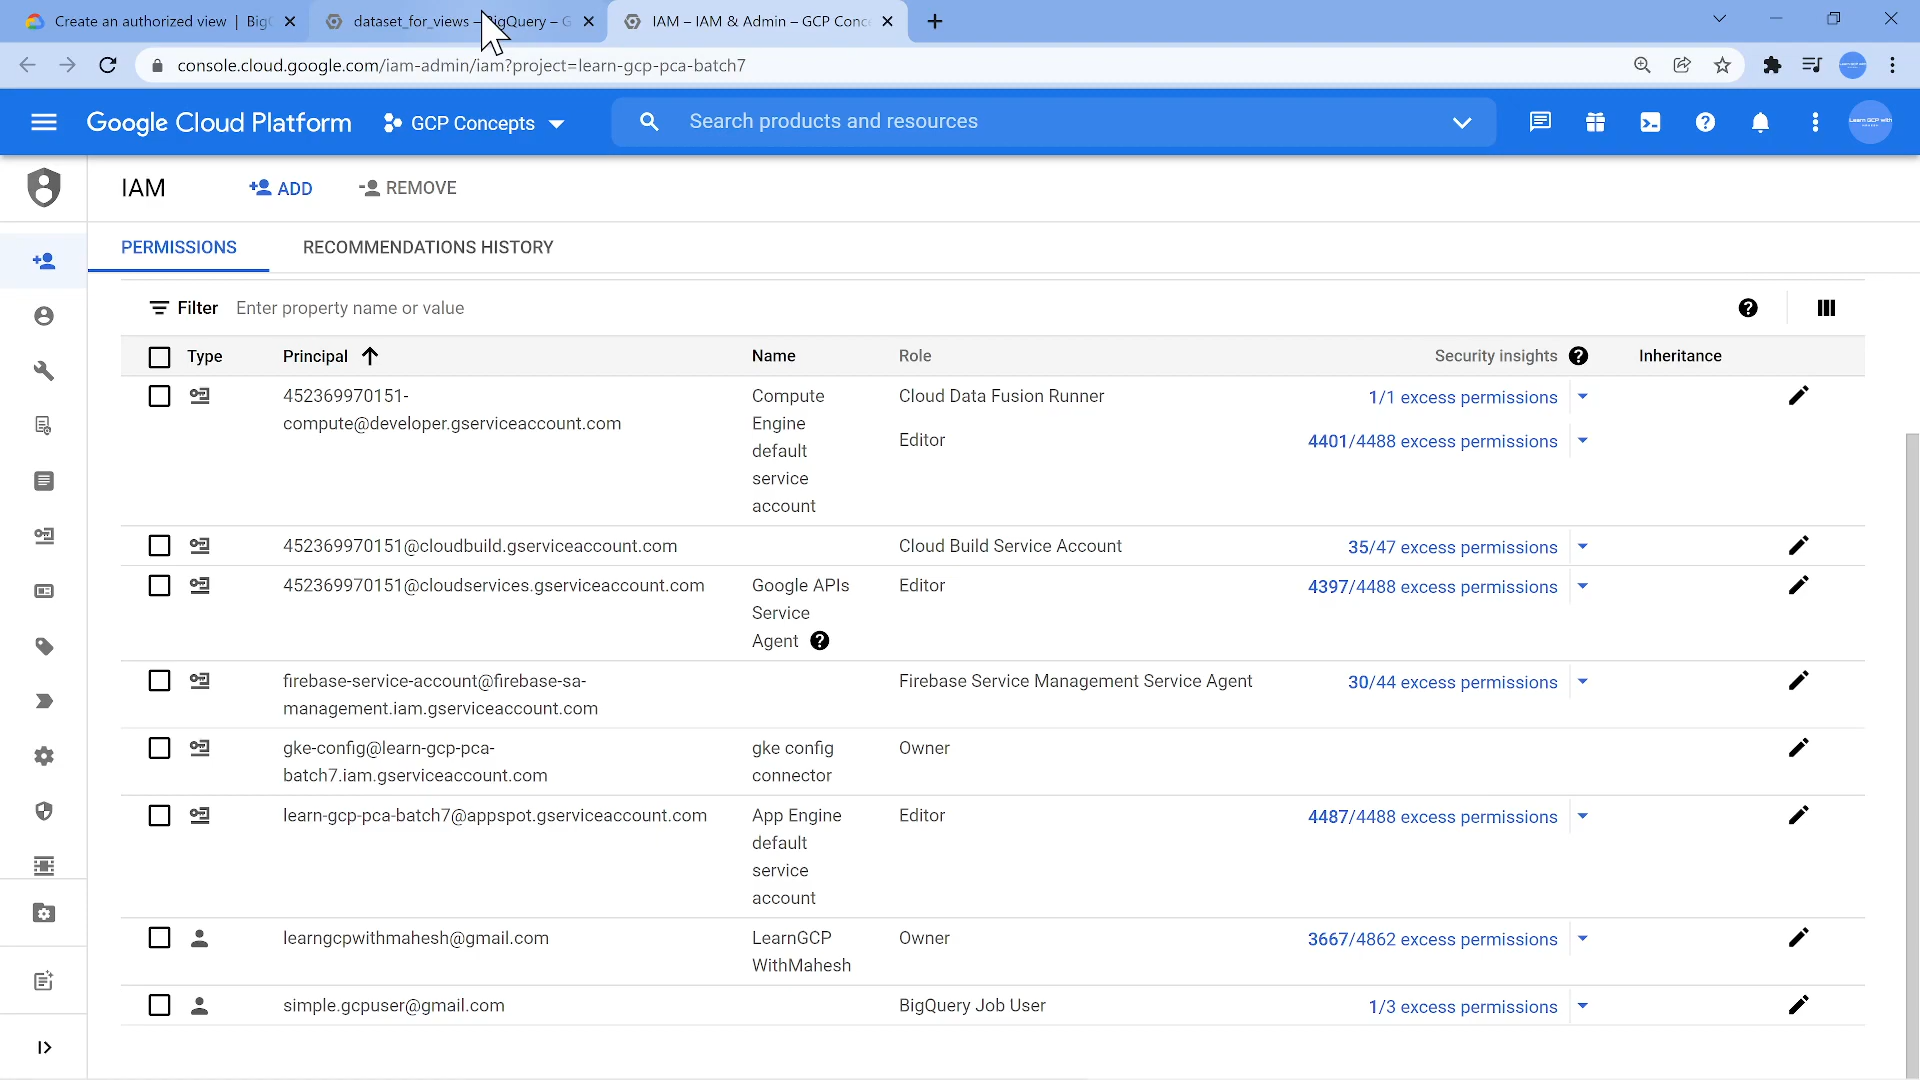 Create an authorized view | Big
dataset_for_views – BigQuery – G
IAM – IAM & Admin – GCP Conce
console.cloud.google.com/iam-admin/iam?project=learn-gcp-pca-batch7
Google Cloud Platform
GCP Concepts
Search products and resources
IAM
ADD
REMOVE
PERMISSIONS
RECOMMENDATIONS HISTORY
Filter Enter property name or value
Type Principal Name Role Security insights Inheritance
452369970151-
compute@developer.gserviceaccount.com
Compute
Engine
default
service
account
Cloud Data Fusion Runner
1/1 excess permissions
Editor
4401/4488 excess permissions
452369970151@cloudbuild.gserviceaccount.com
Cloud Build Service Account
35/47 excess permissions
452369970151@cloudservices.gserviceaccount.com
Google APIs
Service
Agent
Editor
4397/4488 excess permissions
firebase-service-account@firebase-sa-
management.iam.gserviceaccount.com
Firebase Service Management Service Agent
30/44 excess permissions
gke-config@learn-gcp-pca-
batch7.iam.gserviceaccount.com
gke config
connector
Owner
learn-gcp-pca-batch7@appspot.gserviceaccount.com
App Engine
default
service
account
Editor
4487/4488 excess permissions
learngcpwithmahesh@gmail.com
LearnGCP
WithMahesh
Owner
3667/4862 excess permissions
simple.gcpuser@gmail.com
BigQuery Job User
1/3 excess permissions